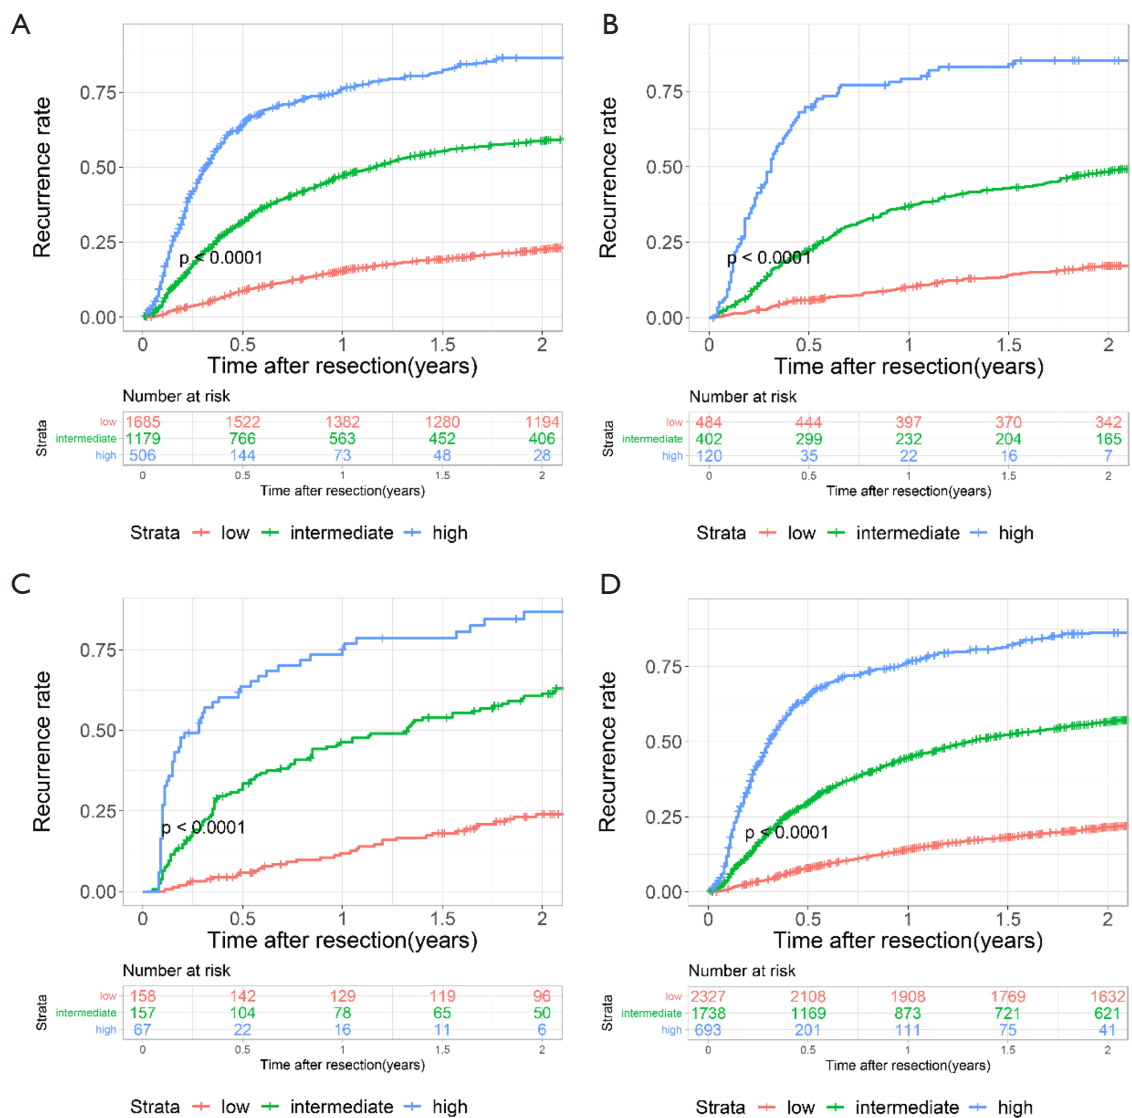 A
Recurrence rate
0.75
0.50
0.25
0.00
p < 0.0001
0 0.5 1 1.5 2
Time after resection(years)
Number at risk
Strata
low 1685 1522 1382 1280 1194
intermediate 1179 766 563 452 406
high 506 144 73 48 28
0 0.5 1 1.5 2
Time after resection(years)
Strata low intermediate high
B
Recurrence rate
0.75
0.50
0.25
0.00
p < 0.0001
0 0.5 1 1.5 2
Time after resection(years)
Number at risk
Strata
low 484 444 397 370 342
intermediate 402 299 232 204 165
high 120 35 22 16 7
0 0.5 1 1.5 2
Time after resection(years)
Strata low intermediate high
C
Recurrence rate
0.75
0.50
0.25
0.00
p < 0.0001
0 0.5 1 1.5 2
Time after resection(years)
Number at risk
Strata
low 158 142 129 119 96
intermediate 157 104 78 65 50
high 67 22 16 11 6
0 0.5 1 1.5 2
Time after resection(years)
Strata low intermediate high
D
Recurrence rate
0.75
0.50
0.25
0.00
p < 0.0001
0 0.5 1 1.5 2
Time after resection(years)
Number at risk
Strata
low 2327 2108 1908 1769 1632
intermediate 1738 1169 873 721 621
high 693 201 111 75 41
0 0.5 1 1.5 2
Time after resection(years)
Strata low intermediate high